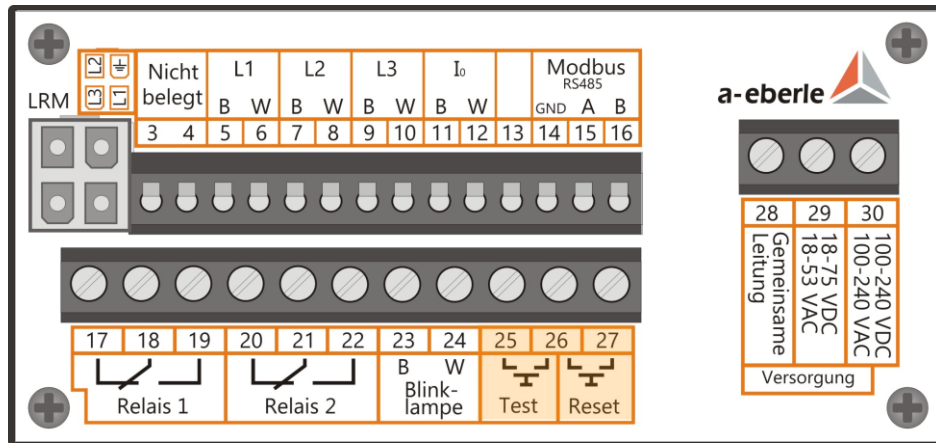 L2 ⏚
L3 L1
LRM
Nicht belegt L1 L2 L3 I₀ Modbus
RS485
B W B W B W B W GND A B
3 4 5 6 7 8 9 10 11 12 13 14 15 16
a-eberle
28 29 30
Gemeinsame
Leitung
18-75 VDC
18-53 VAC
100-240 VDC
100-240 VAC
Versorgung
17 18 19 20 21 22 23 24 25 26 27
B W
Relais 1 Relais 2 Blink-
lampe Test Reset